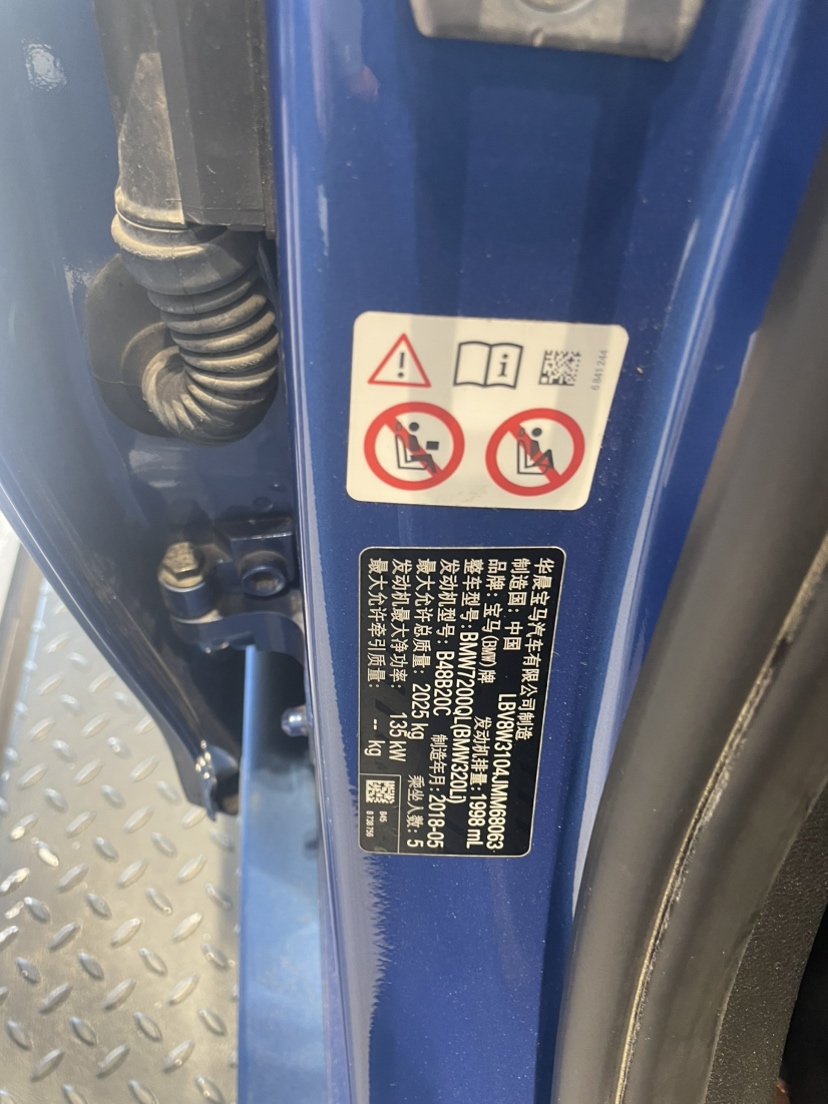 6 841 244
华晨宝马汽车有限公司制造
制造国：中国 LBV8W3104JMM68063
品牌：宝马(BMW)牌 发动机排量：1998 mL
整车型号：BMW7200QL(BMW320Li)
发动机型号：B48B20C 制造年月：2018-05
最大允许总质量：2025 kg 乘坐人数：5
发动机最大净功率：135 kW
最大允许牵引质量：-- kg